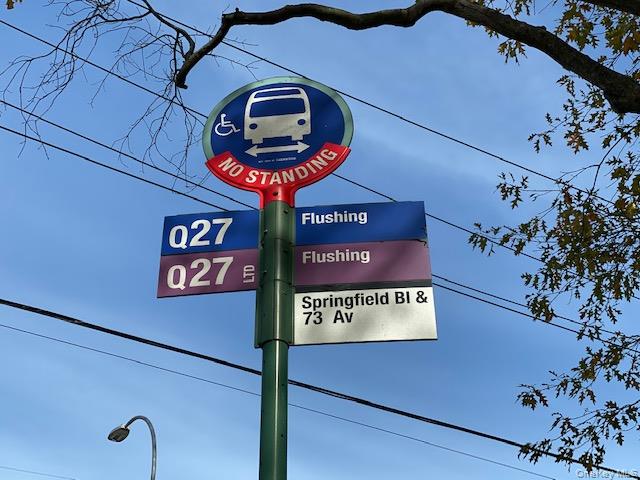 NO STANDING
Q27 Flushing
Q27 LTD Flushing
Springfield Bl &
73 Av
OneKey MLS